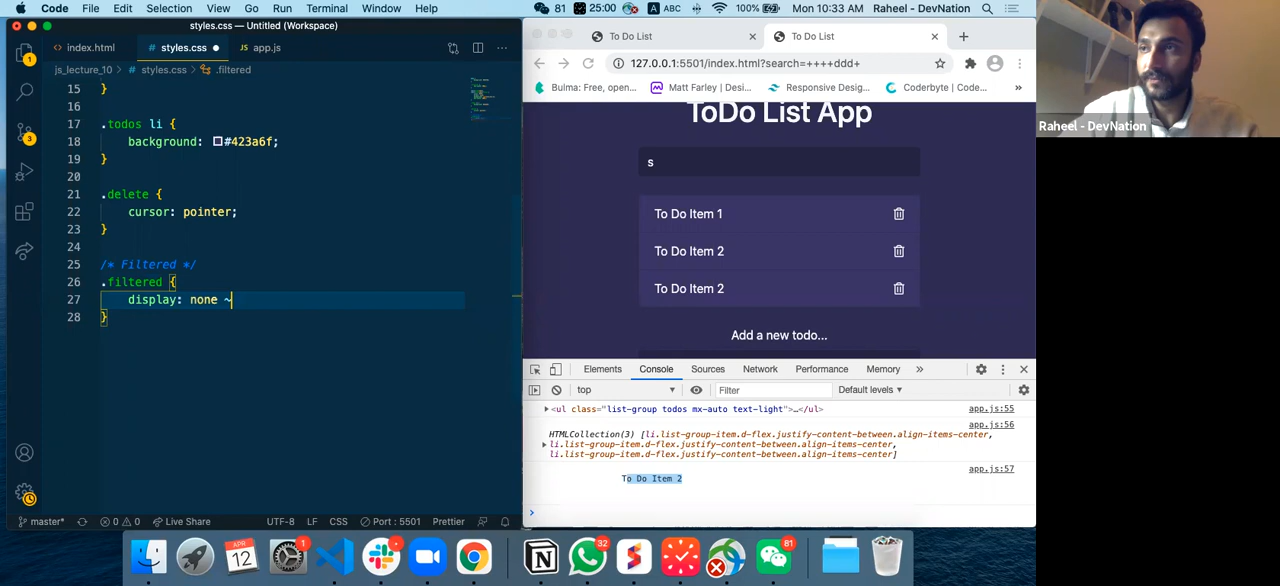 Code File Edit Selection View Go Run Terminal Window Help 81 25:00 A ABC 100% Mon 10:33 AM Raheel - DevNation
styles.css — Untitled (Workspace)
index.html styles.css app.js
js_lecture_10 > styles.css > .filtered
15 }
16
17 .todos li {
18 background: #423a6f;
19 }
20
21 .delete {
22 cursor: pointer;
23 }
24
25 /* Filtered */
26 .filtered {
27 display: none ~
28 }
1
3
master* 0 0 Live Share UTF-8 LF CSS Port : 5501 Prettier
To Do List To Do List
127.0.0.1:5501/index.html?search=++++ddd+
Bulma: Free, open... Matt Farley | Desi... Responsive Desig... Coderbyte | Code... »
ToDo List App
s
To Do Item 1
To Do Item 2
To Do Item 2
Add a new todo...
Elements Console Sources Network Performance Memory »
top Filter Default levels
<ul class="list-group todos mx-auto text-light">…</ul> app.js:55
app.js:56
HTMLCollection(3) [li.list-group-item.d-flex.justify-content-between.align-items-center,
li.list-group-item.d-flex.justify-content-between.align-items-center,
li.list-group-item.d-flex.justify-content-between.align-items-center]
app.js:57
To Do Item 2
Raheel - DevNation
APR 12 1 32 81